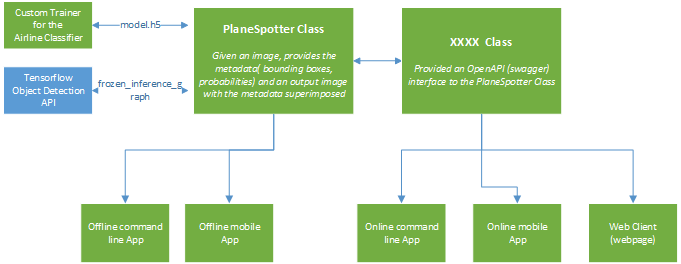 Custom Trainer
for the
Airline Classifier
model.h5
PlaneSpotter Class
Given an image, provides the
metadata( bounding boxes,
probabilities) and an output image
with the metadata superimposed
XXXX Class
Provided an OpenAPI (swagger)
interface to the PlaneSpotter Class
Tensorflow
Object Detection
API
frozen_inference_g
raph
Offline command
line App
Offline mobile
App
Online command
line App
Online mobile
App
Web Client
(webpage)